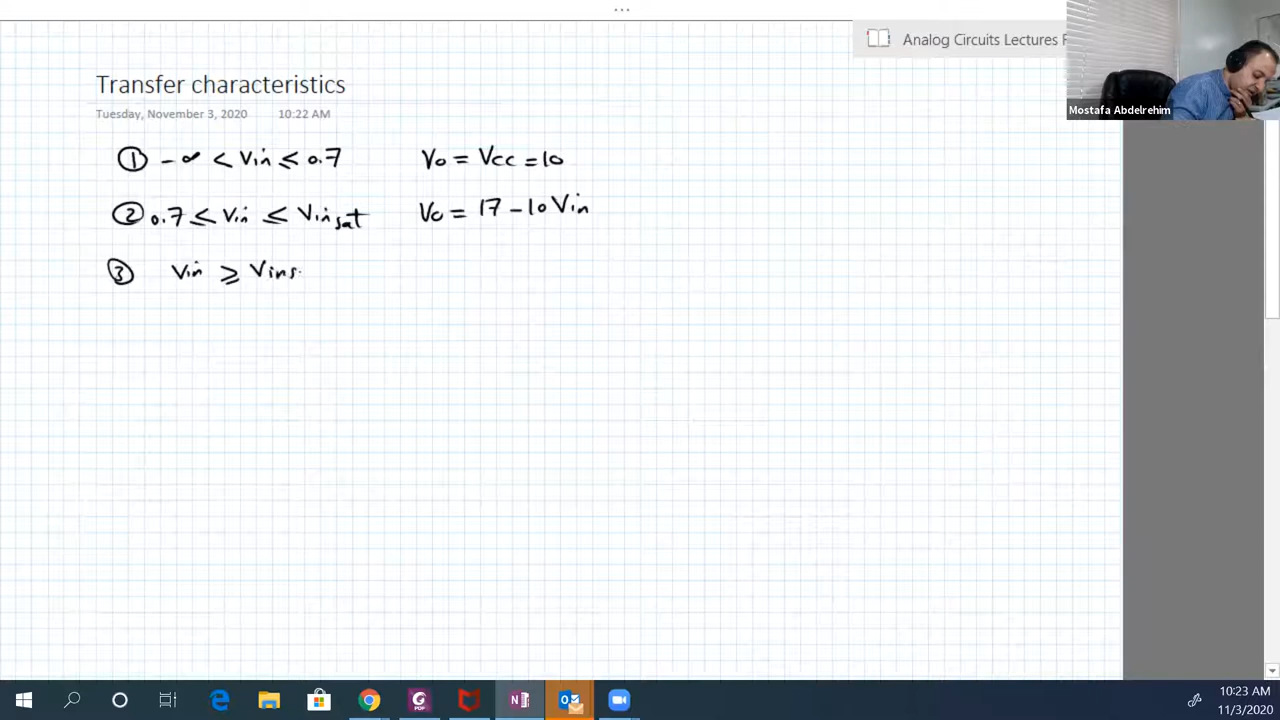 ...
Analog Circuits Lectures
Mostafa Abdelrehim
Transfer characteristics
Tuesday, November 3, 2020 10:22 AM
① -∞ < Vin ≤ 0.7 Vo = Vcc = 10
② 0.7 ≤ Vin ≤ Vin sat Vo = 17 - 10 Vin
③ Vin ≥ Vins
10:23 AM
11/3/2020